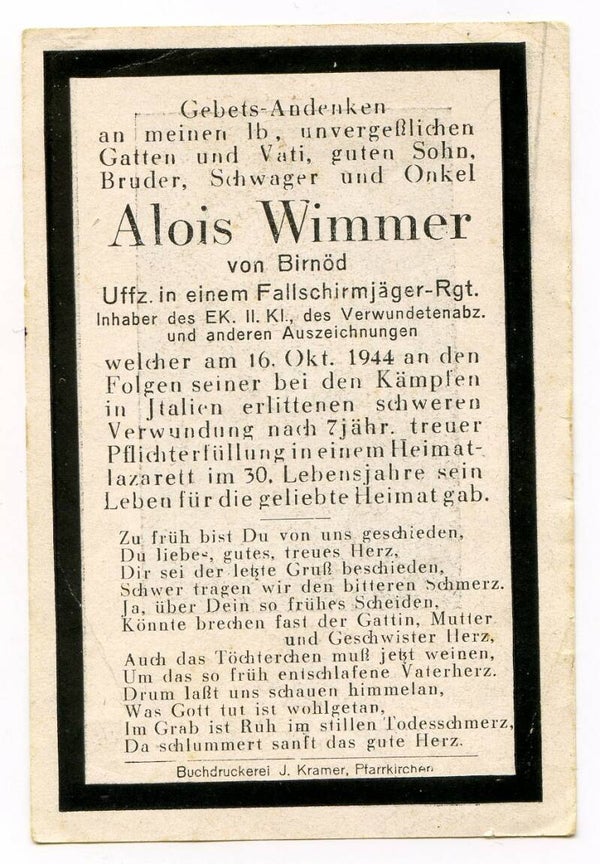 Gebets-Andenken
an meinen lb, unvergeßlichen
Gatten und Vati, guten Sohn,
Bruder, Schwager und Onkel
Alois Wimmer
von Birnöd
Uffz. in einem Fallschirmjäger-Rgt.
Inhaber des EK. II. Kl., des Verwundetenabz.
und anderen Auszeichnungen
welcher am 16. Okt. 1944 an den
Folgen seiner bei den Kämpfen
in Jtalien erlittenen schweren
Verwundung nach 7jähr. treuer
Pflichterfüllung in einem Heimat-
lazarett im 30. Lebensjahre sein
Leben für die geliebte Heimat gab.
Zu früh bist Du von uns geschieden,
Du liebes, gutes, treues Herz,
Dir sei der letzte Gruß beschieden,
Schwer tragen wir den bitteren Schmerz.
Ja, über Dein so frühes Scheiden,
Könnte brechen fast der Gattin, Mutter
und Geschwister Herz,
Auch das Töchterchen muß jetzt weinen,
Um das so früh entschlafene Vaterherz.
Drum laßt uns schauen himmelan,
Was Gott tut ist wohlgetan,
Im Grab ist Ruh im stillen Todesschmerz,
Da schlummert sanft das gute Herz.
Buchdruckerei J. Kramer, Pfarrkirchen